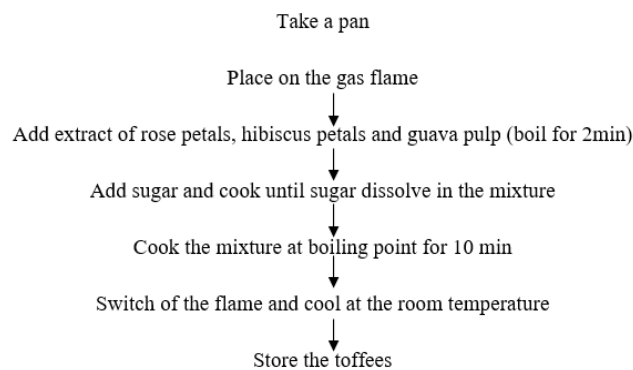 Take a pan
Place on the gas flame
Add extract of rose petals, hibiscus petals and guava pulp (boil for 2min)
Add sugar and cook until sugar dissolve in the mixture
Cook the mixture at boiling point for 10 min
Switch of the flame and cool at the room temperature
Store the toffees